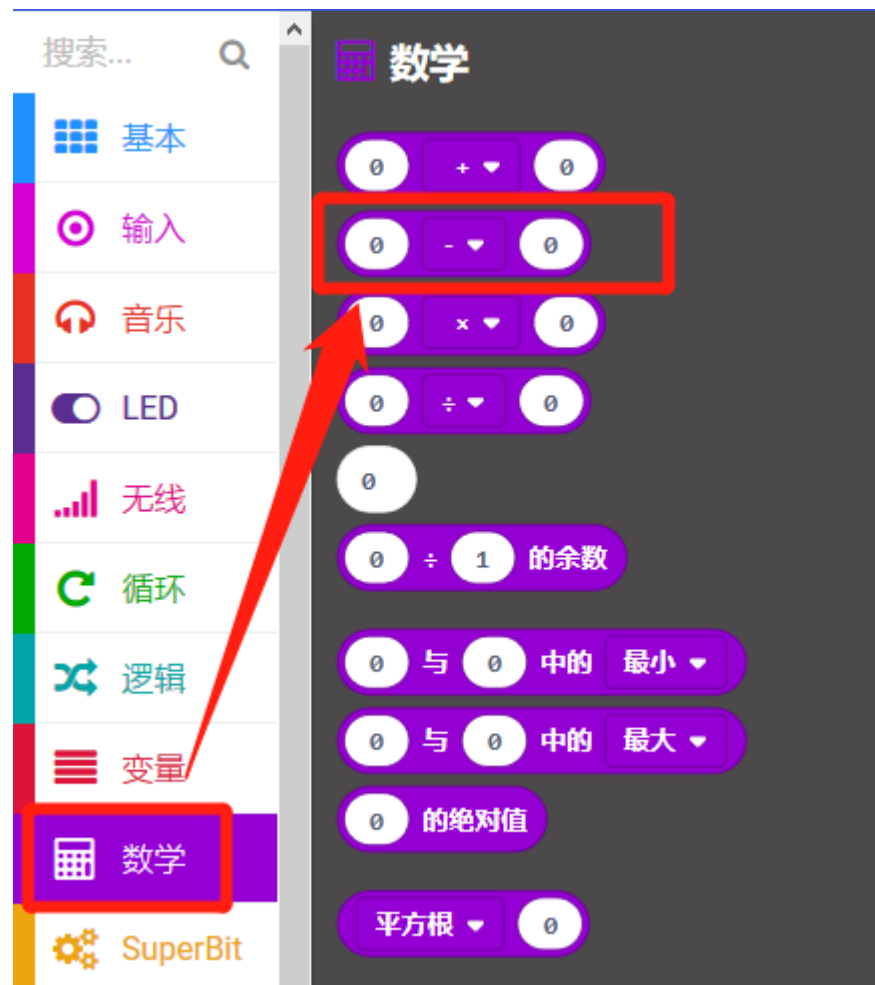 搜索...
基本
输入
音乐
LED
无线
循环
逻辑
变量
数学
SuperBit
数学
0 + 0
0 - 0
0 × 0
0 ÷ 0
0
0 ÷ 1 的余数
0 与 0 中的 最小
0 与 0 中的 最大
0 的绝对值
平方根 0